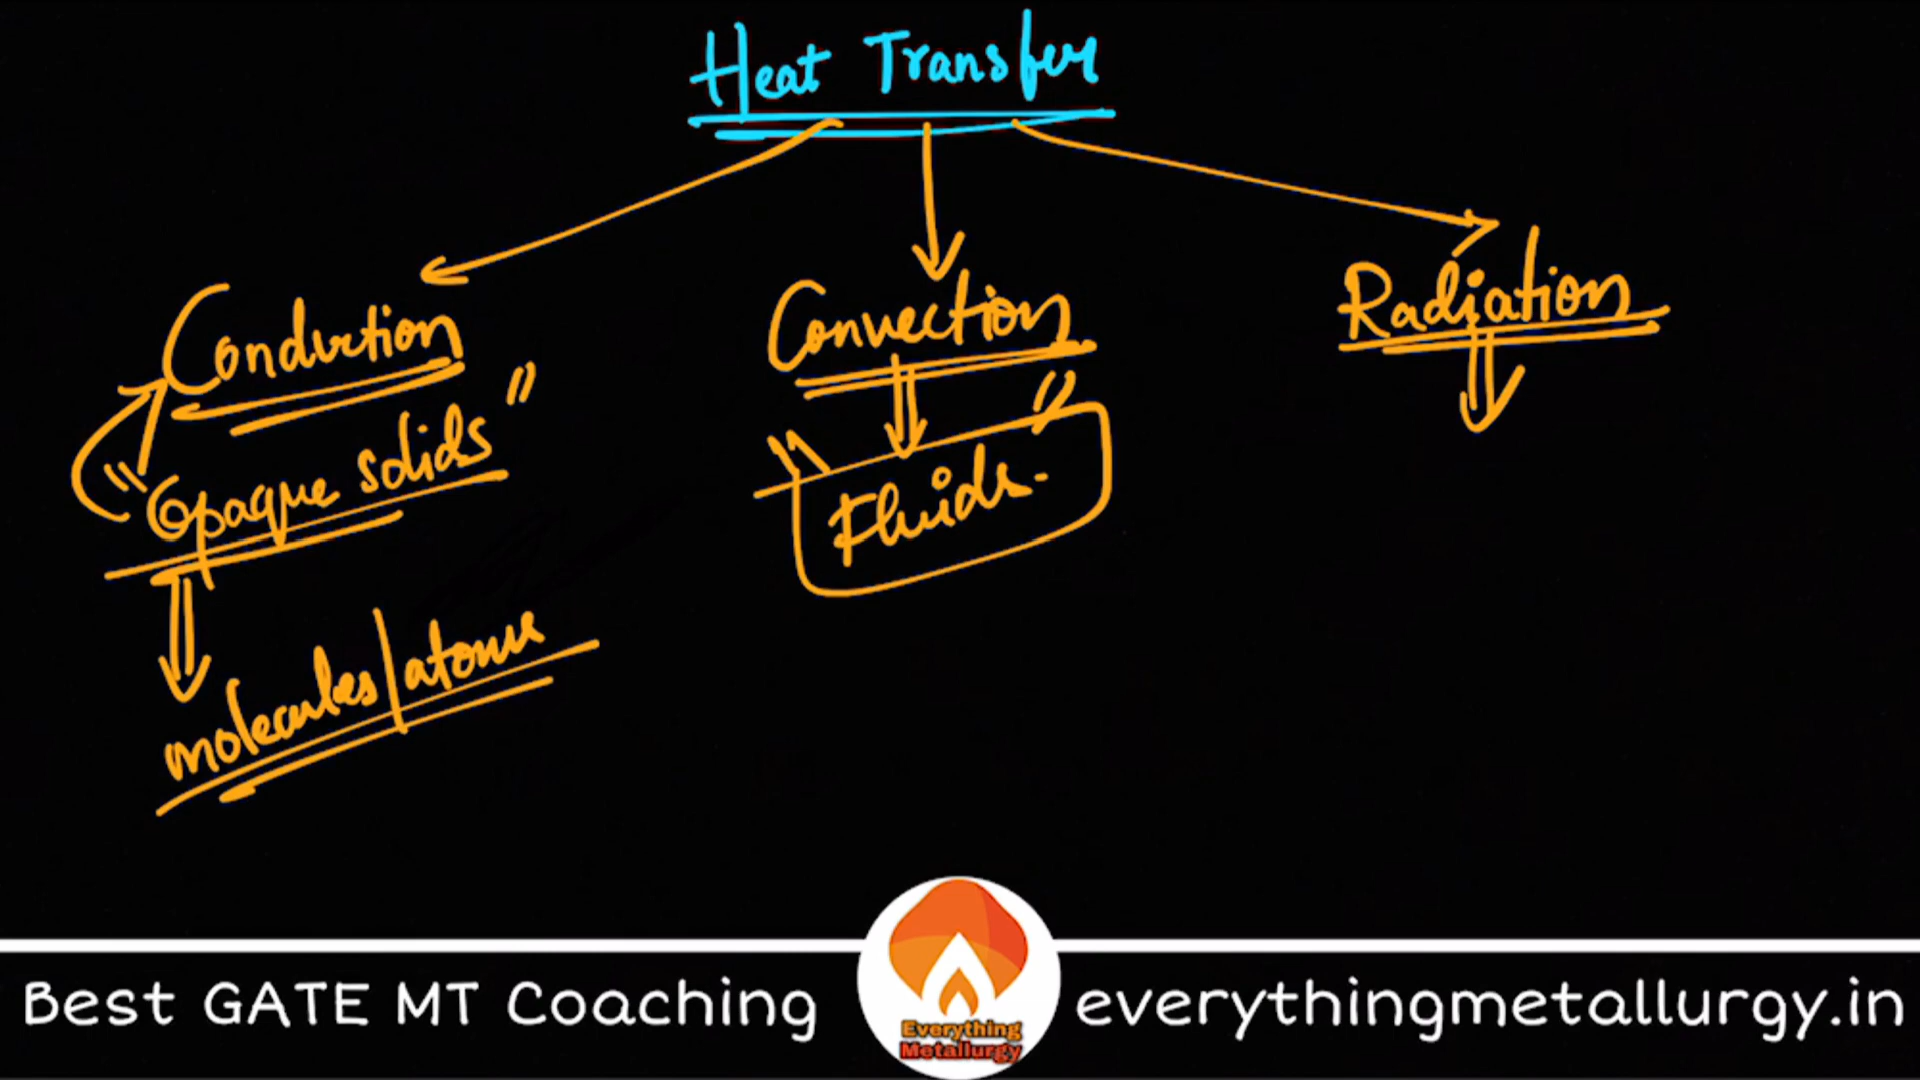 Heat Transfer
Conduction
Convection
Radiation
"Opaque solids"
"Fluids."
molecules/atoms
Best GATE MT Coaching
Everything
Metallurgy
everythingmetallurgy.in